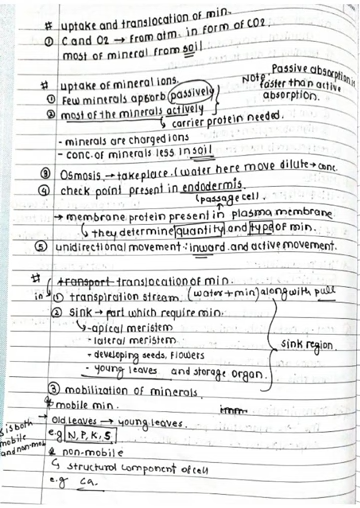 # uptake and translocation of min.
① C and O2 → from atm. in form of CO2.
most of mineral from soil
# uptake of mineral ions.
① Few minerals apsorb passively
② most of the minerals actively
↳ carrier protein needed.
Note, Passive absorption is
faster than active
absorption.
- minerals are charged ions
- conc. of minerals less in soil
③ Osmosis → takeplace. (water here move dilute → conc.
④ check point present in endodermis.
(passage cell.
→ membrane protein present in plasma membrane
↳ they determine quantity and type of min.
⑤ unidirectional movement : inward. and active movement.
# transport translocation of min.
in ① transpiration stream (water+min) along with pull
② sink → part which require min.
↳ - apical meristem
- lateral meristem
- developing seeds, flowers
- young leaves and storage organ.
sink region.
③ mobilization of minerals.
* mobile min. imm
→ Old leaves → young leaves.
e.g N, P, K, S
S is both
mobile
and non-mob
* non-mobile
↳ structural component of cell
e.g Ca.